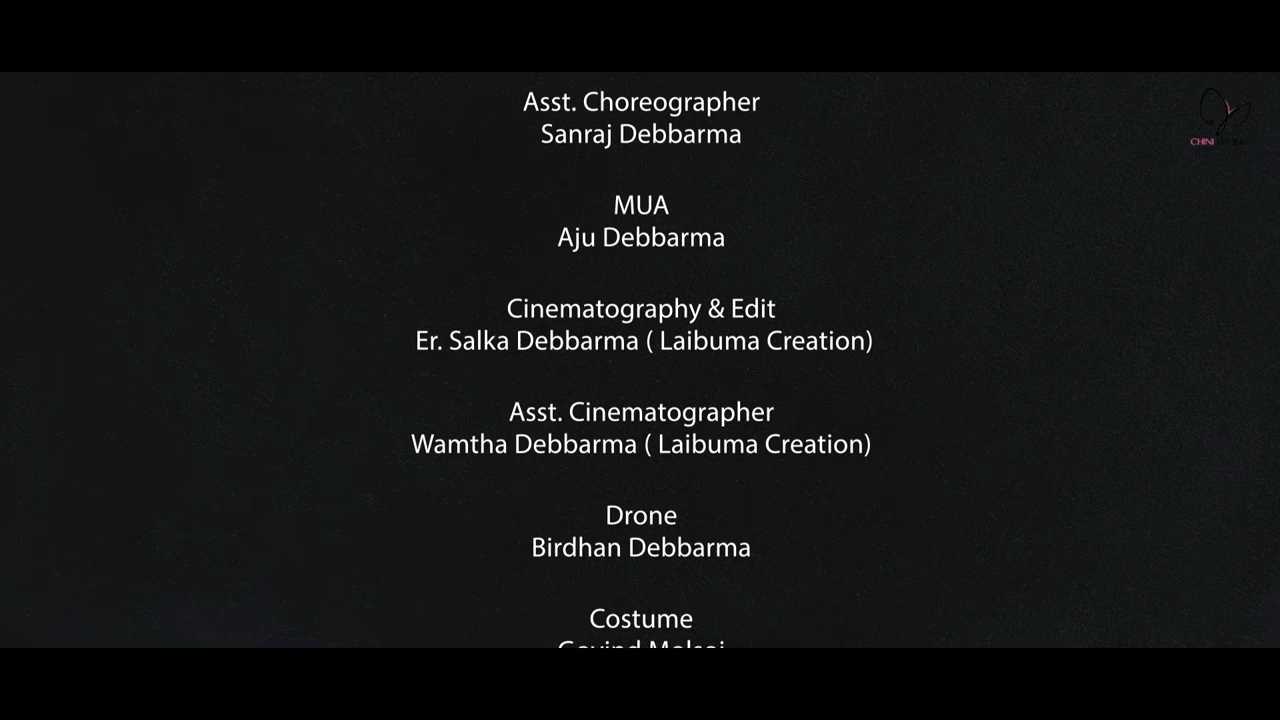 Asst. Choreographer
Sanraj Debbarma
MUA
Aju Debbarma
Cinematography & Edit
Er. Salka Debbarma ( Laibuma Creation)
Asst. Cinematographer
Wamtha Debbarma ( Laibuma Creation)
Drone
Birdhan Debbarma
Costume
CHINI